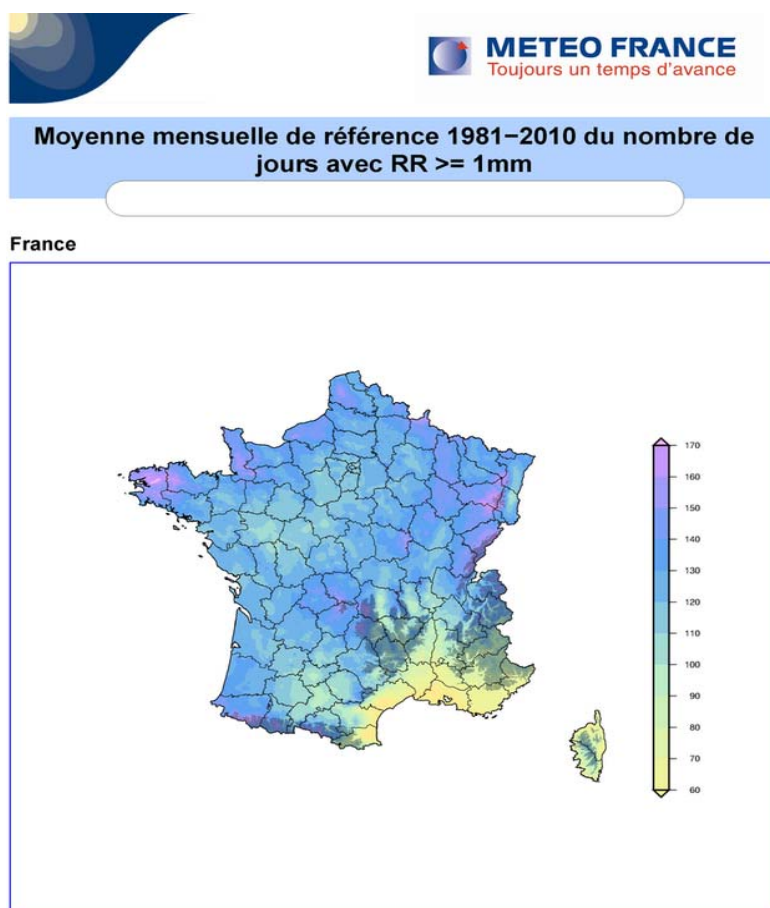 METEO FRANCE
Toujours un temps d'avance
Moyenne mensuelle de référence 1981−2010 du nombre de
jours avec RR >= 1mm
France
170
160
150
140
130
120
110
100
90
80
70
60